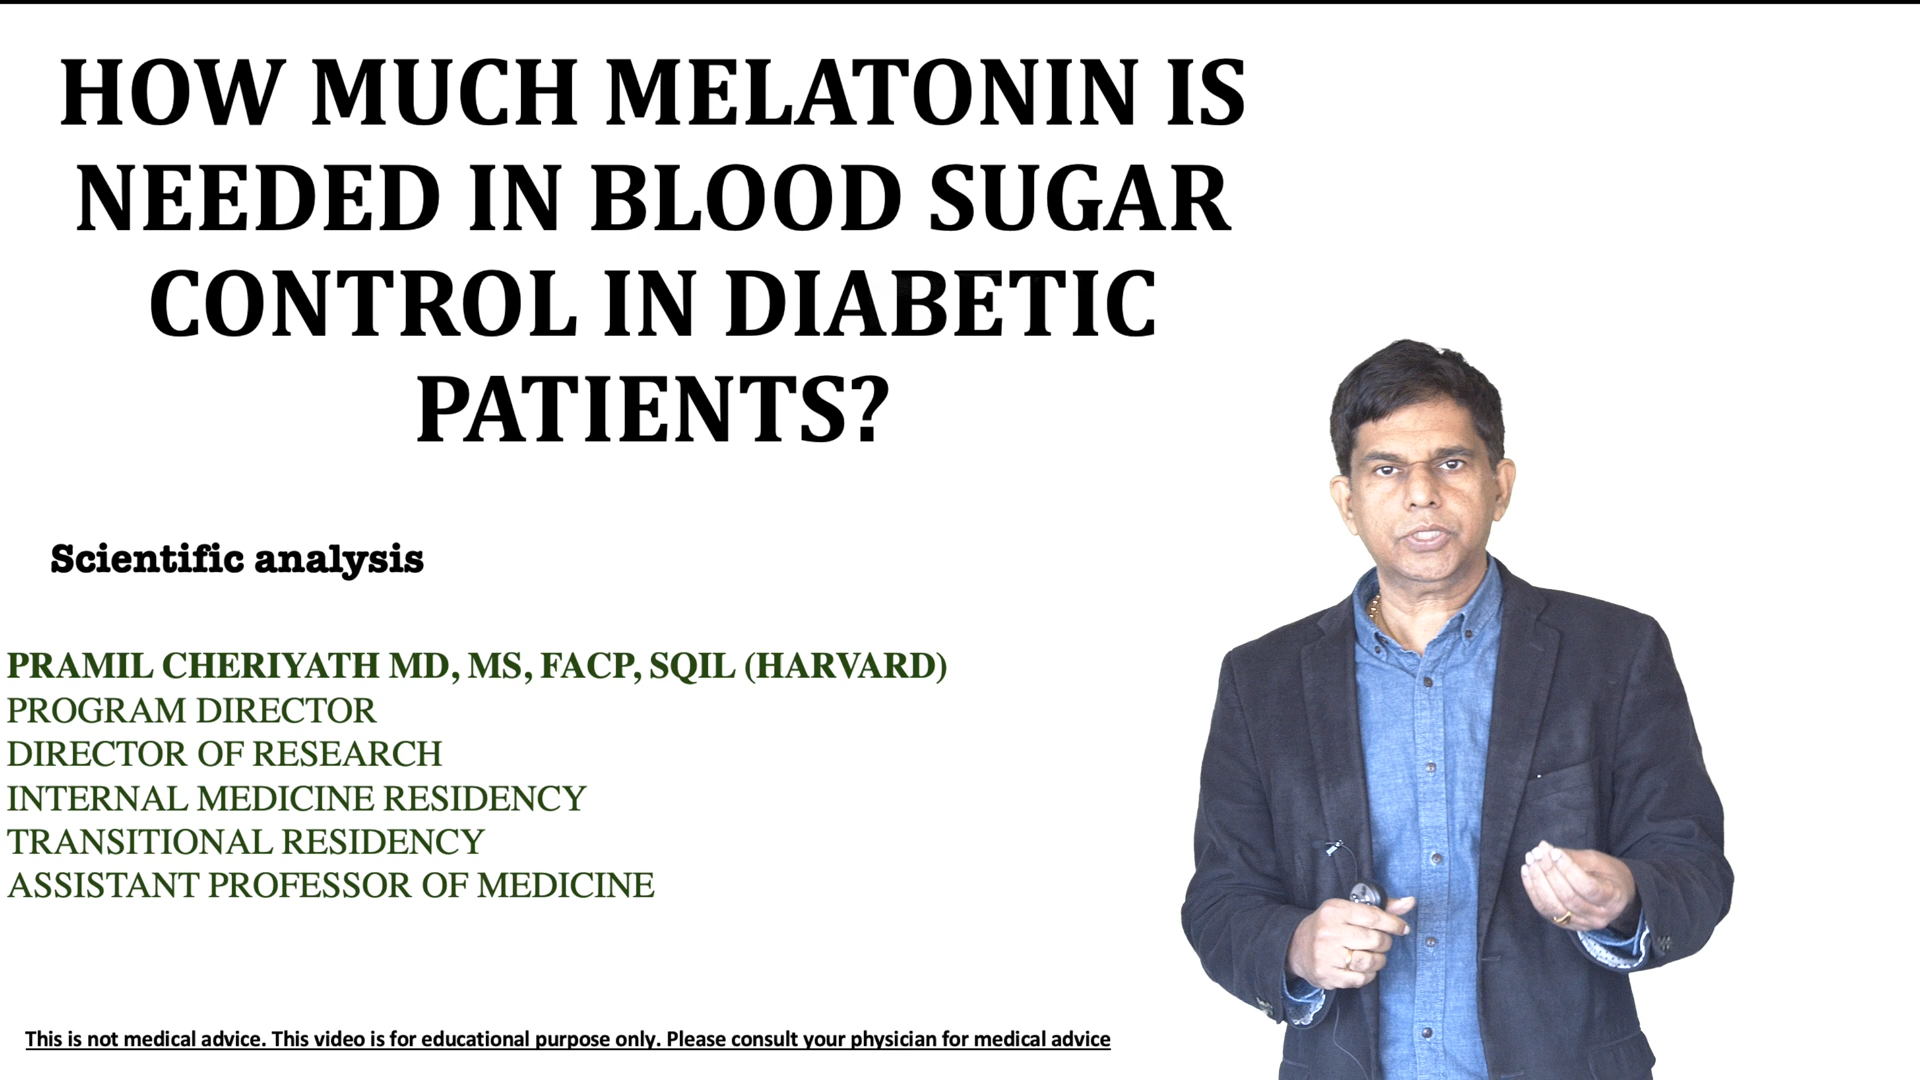 HOW MUCH MELATONIN IS
NEEDED IN BLOOD SUGAR
CONTROL IN DIABETIC
PATIENTS?
Scientific analysis
PRAMIL CHERIYATH MD, MS, FACP, SQIL (HARVARD)
PROGRAM DIRECTOR
DIRECTOR OF RESEARCH
INTERNAL MEDICINE RESIDENCY
TRANSITIONAL RESIDENCY
ASSISTANT PROFESSOR OF MEDICINE
This is not medical advice. This video is for educational purpose only. Please consult your physician for medical advice